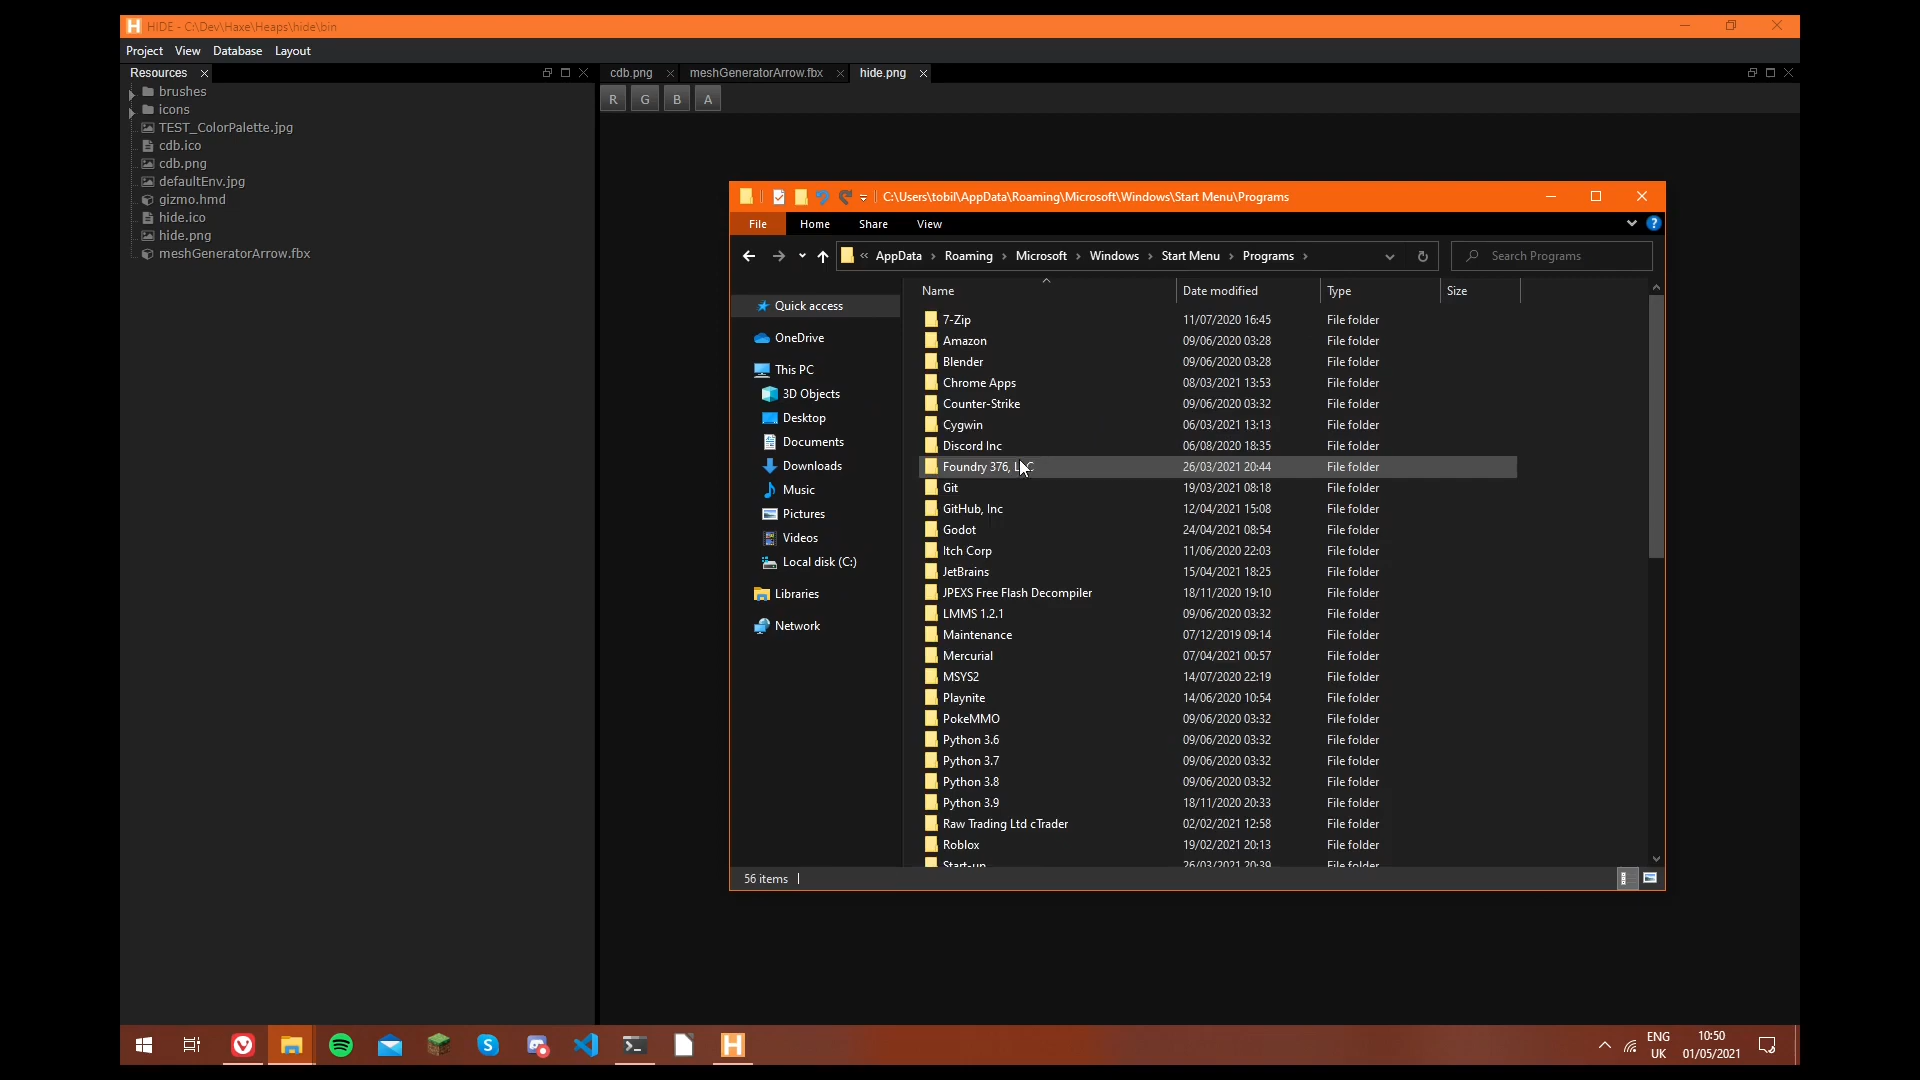 HIDE - C:\Dev\Haxe\Heaps\hide\bin
Project View Database Layout
Resources
cdb.png meshGeneratorArrow.fbx hide.png
R G B A
brushes
icons
TEST_ColorPalette.jpg
cdb.ico
cdb.png
defaultEnv.jpg
gizmo.hmd
hide.ico
hide.png
meshGeneratorArrow.fbx
C:\Users\tobil\AppData\Roaming\Microsoft\Windows\Start Menu\Programs
File Home Share View
« AppData › Roaming › Microsoft › Windows › Start Menu › Programs ›
Search Programs
Quick access
OneDrive
This PC
3D Objects
Desktop
Documents
Downloads
Music
Pictures
Videos
Local disk (C:)
Libraries
Network
Name Date modified Type Size
7-Zip 11/07/2020 16:45 File folder
Amazon 09/06/2020 03:28 File folder
Blender 09/06/2020 03:28 File folder
Chrome Apps 08/03/2021 13:53 File folder
Counter-Strike 09/06/2020 03:32 File folder
Cygwin 06/03/2021 13:13 File folder
Discord Inc 06/08/2020 18:35 File folder
Foundry 376, LLC 26/03/2021 20:44 File folder
Git 19/03/2021 08:18 File folder
GitHub, Inc 12/04/2021 15:08 File folder
Godot 24/04/2021 08:54 File folder
Itch Corp 11/06/2020 22:03 File folder
JetBrains 15/04/2021 18:25 File folder
JPEXS Free Flash Decompiler 18/11/2020 19:10 File folder
LMMS 1.2.1 09/06/2020 03:32 File folder
Maintenance 07/12/2019 09:14 File folder
Mercurial 07/04/2021 00:57 File folder
MSYS2 14/07/2020 22:19 File folder
Playnite 14/06/2020 10:54 File folder
PokeMMO 09/06/2020 03:32 File folder
Python 3.6 09/06/2020 03:32 File folder
Python 3.7 09/06/2020 03:32 File folder
Python 3.8 09/06/2020 03:32 File folder
Python 3.9 18/11/2020 20:33 File folder
Raw Trading Ltd cTrader 02/02/2021 12:58 File folder
Roblox 19/02/2021 20:13 File folder
Start-up 26/03/2021 20:39 File folder
56 items
ENG
UK
10:50
01/05/2021